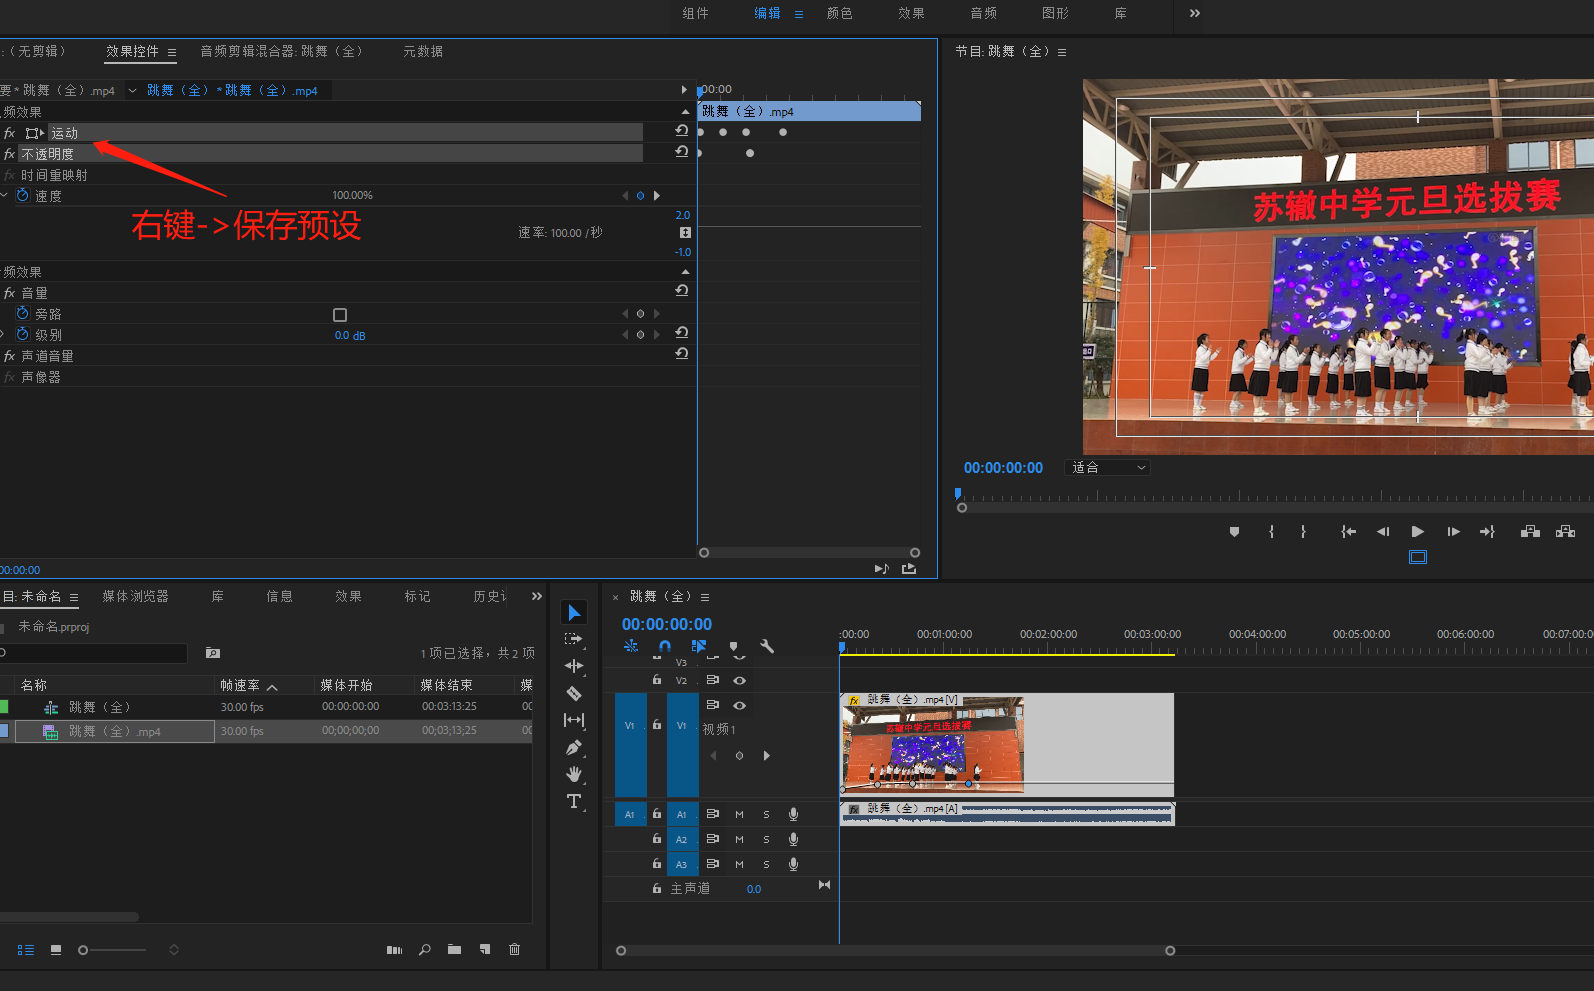 组件 编辑 颜色 效果 音频 图形 库
:（无剪辑） 效果控件 音频剪辑混合器: 跳舞（全） 元数据
节目: 跳舞（全）
要 * 跳舞（全）.mp4 跳舞（全） * 跳舞（全）.mp4
:00:00
频效果
跳舞（全）.mp4
fx 运动
fx 不透明度
fx 时间重映射
速度 100.00%
右键->保存预设
2.0
速率: 100.00 /秒
-1.0
频效果
fx 音量
旁路
级别 0.0 dB
fx 声道音量
fx 声像器
苏辙中学元旦选拔赛
00:00:00:00 适合
00:00:00
目: 未命名 媒体浏览器 库 信息 效果 标记 历史
未命名.prproj
1 项已选择，共 2 项
名称 帧速率 媒体开始 媒体结束 媒
跳舞（全） 30.00 fps 00:00:00:00 00:03:13:25 00
跳舞（全）.mp4 30.00 fps 00;00;00;00 00;03;13;25 00
× 跳舞（全）
00:00:00:00
:00:00 00:01:00:00 00:02:00:00 00:03:00:00 00:04:00:00 00:05:00:00 00:06:00:00 00:07:00:0
V3
V2
V1 V1 视频 1
fx 跳舞（全）.mp4 [V]
苏辙中学元旦选拔赛
A1 A1 M S
fx 跳舞（全）.mp4 [A]
A2 M S
A3 M S
主声道 0.0
T